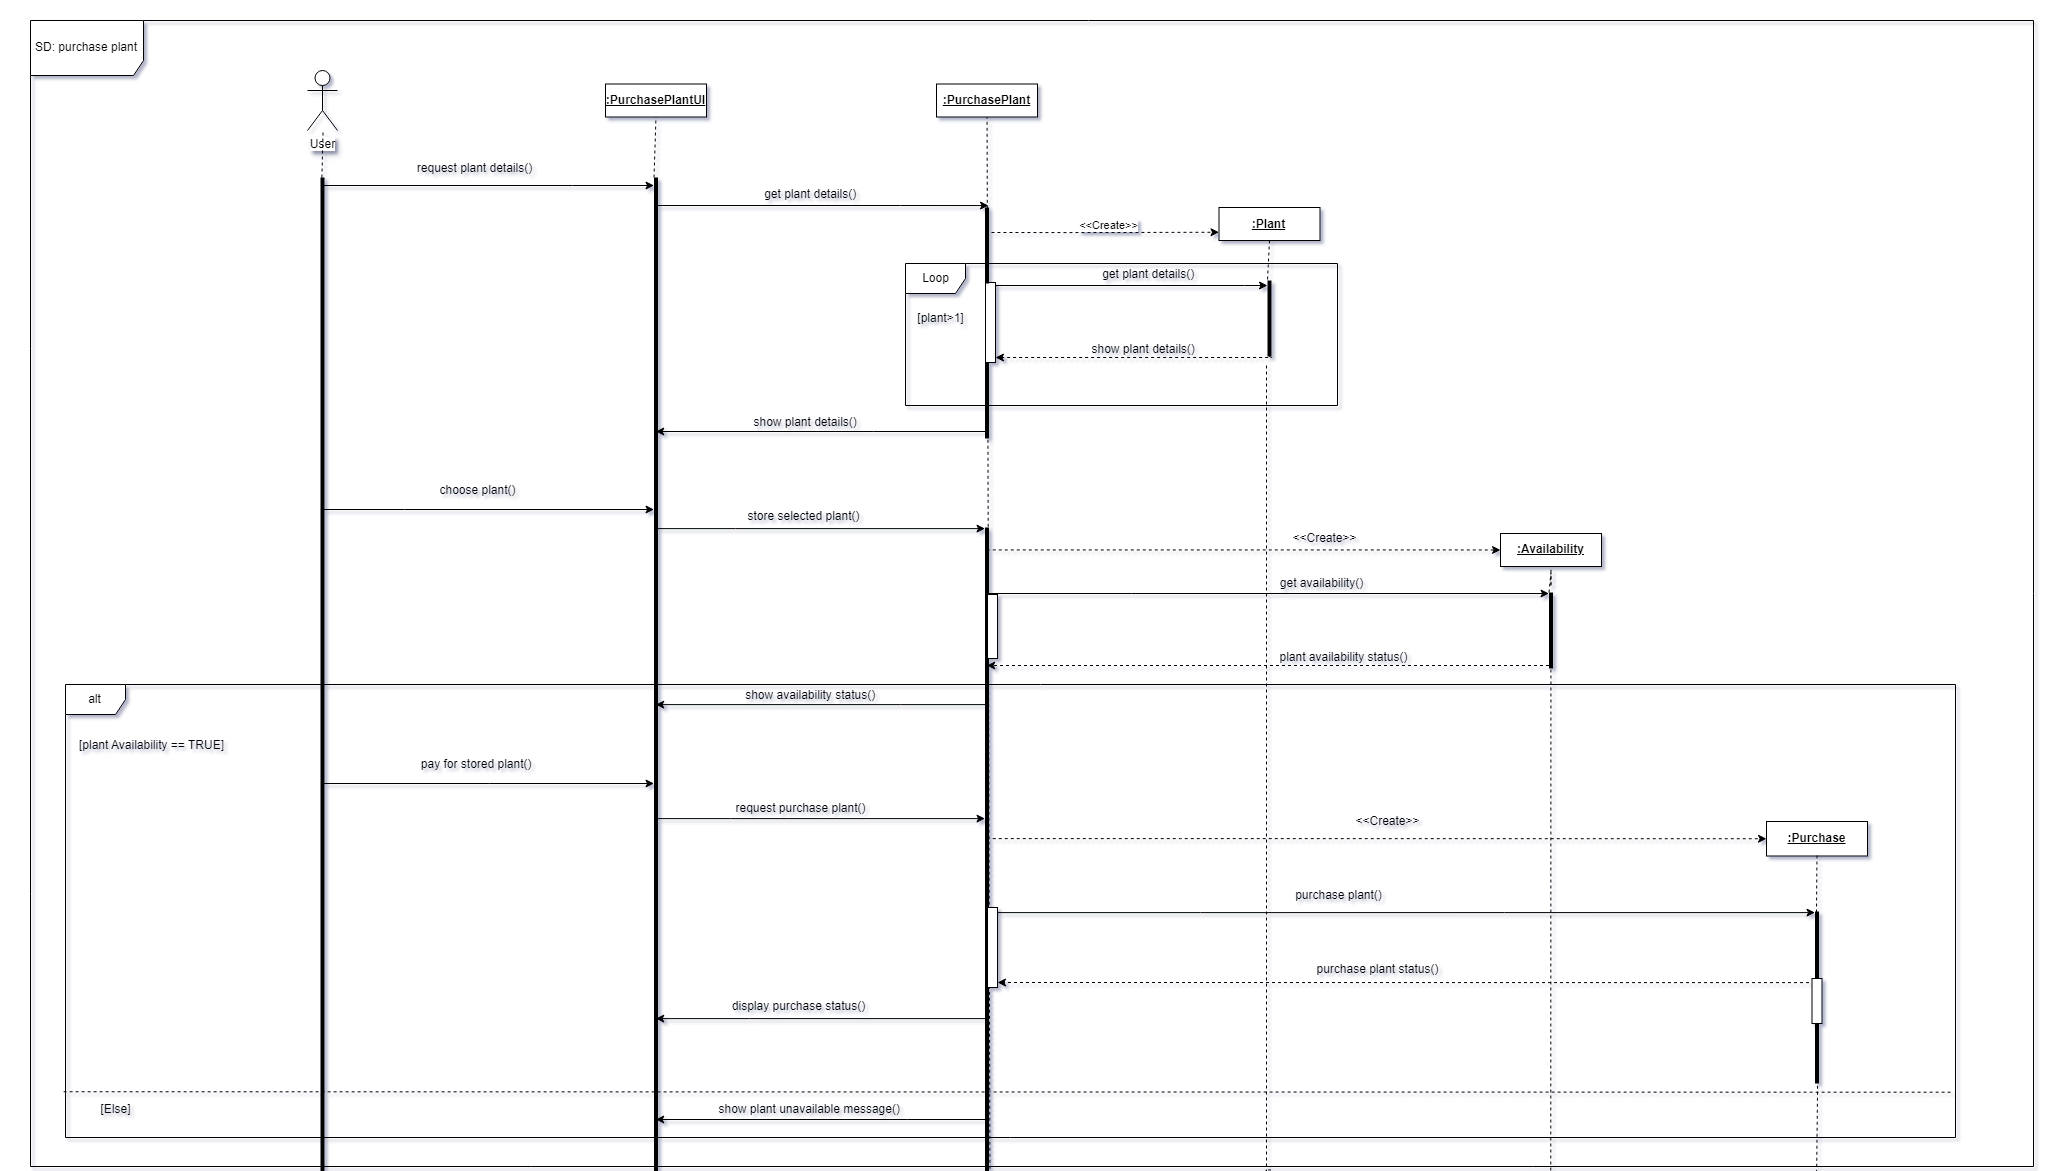 SD: purchase plant
User
:PurchasePlantUI
:PurchasePlant
request plant details()
get plant details()
<<Create>>
:Plant
Loop
get plant details()
[plant>1]
show plant details()
show plant details()
choose plant()
store selected plant()
<<Create>>
:Availability
get availability()
plant availability status()
alt
show availability status()
[plant Availability == TRUE]
pay for stored plant()
request purchase plant()
<<Create>>
:Purchase
purchase plant()
purchase plant status()
display purchase status()
[Else]
show plant unavailable message()